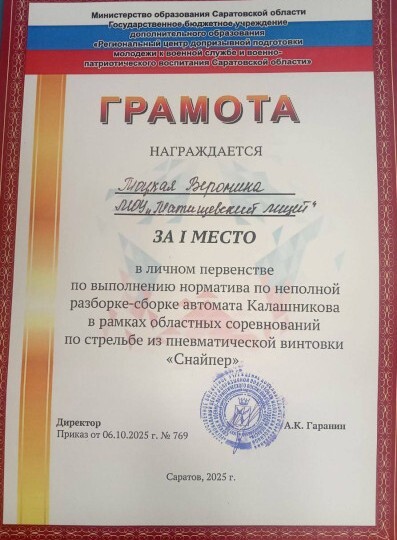 Министерство образования Саратовской области
Государственное бюджетное учреждение
дополнительного образования
«Региональный центр допризывной подготовки
молодежи к военной службе и военно-
патриотического воспитания Саратовской области»
ГРАМОТА
НАГРАЖДАЕТСЯ
Вероника
МОУ „Татищевский лицей“
ЗА I МЕСТО
в личном первенстве
по выполнению норматива по неполной
разборке-сборке автомата Калашникова
в рамках областных соревнований
по стрельбе из пневматической винтовки
«Снайпер»
Директор
А.К. Гаранин
Приказ от 06.10.2025 г. № 769
Саратов, 2025 г.